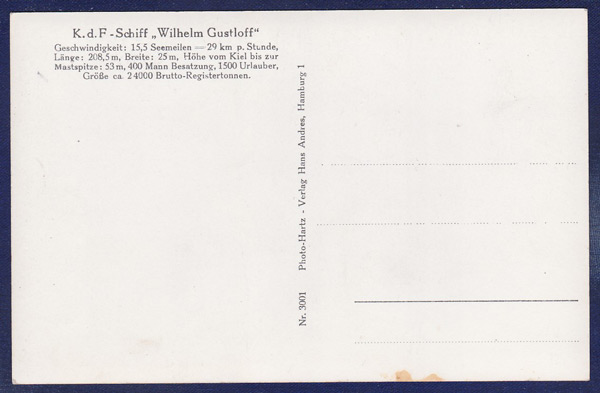 K. d. F - Schiff „Wilhelm Gustloff“
Geschwindigkeit: 15,5 Seemeilen = 29 km p. Stunde,
Länge: 208,5 m, Breite: 25 m, Höhe vom Kiel bis zur
Mastspitze: 53 m, 400 Mann Besatzung, 1500 Urlauber,
Größe ca. 24000 Brutto-Registertonnen.
Nr. 3001 Photo-Hartz - Verlag Hans Andres, Hamburg 1